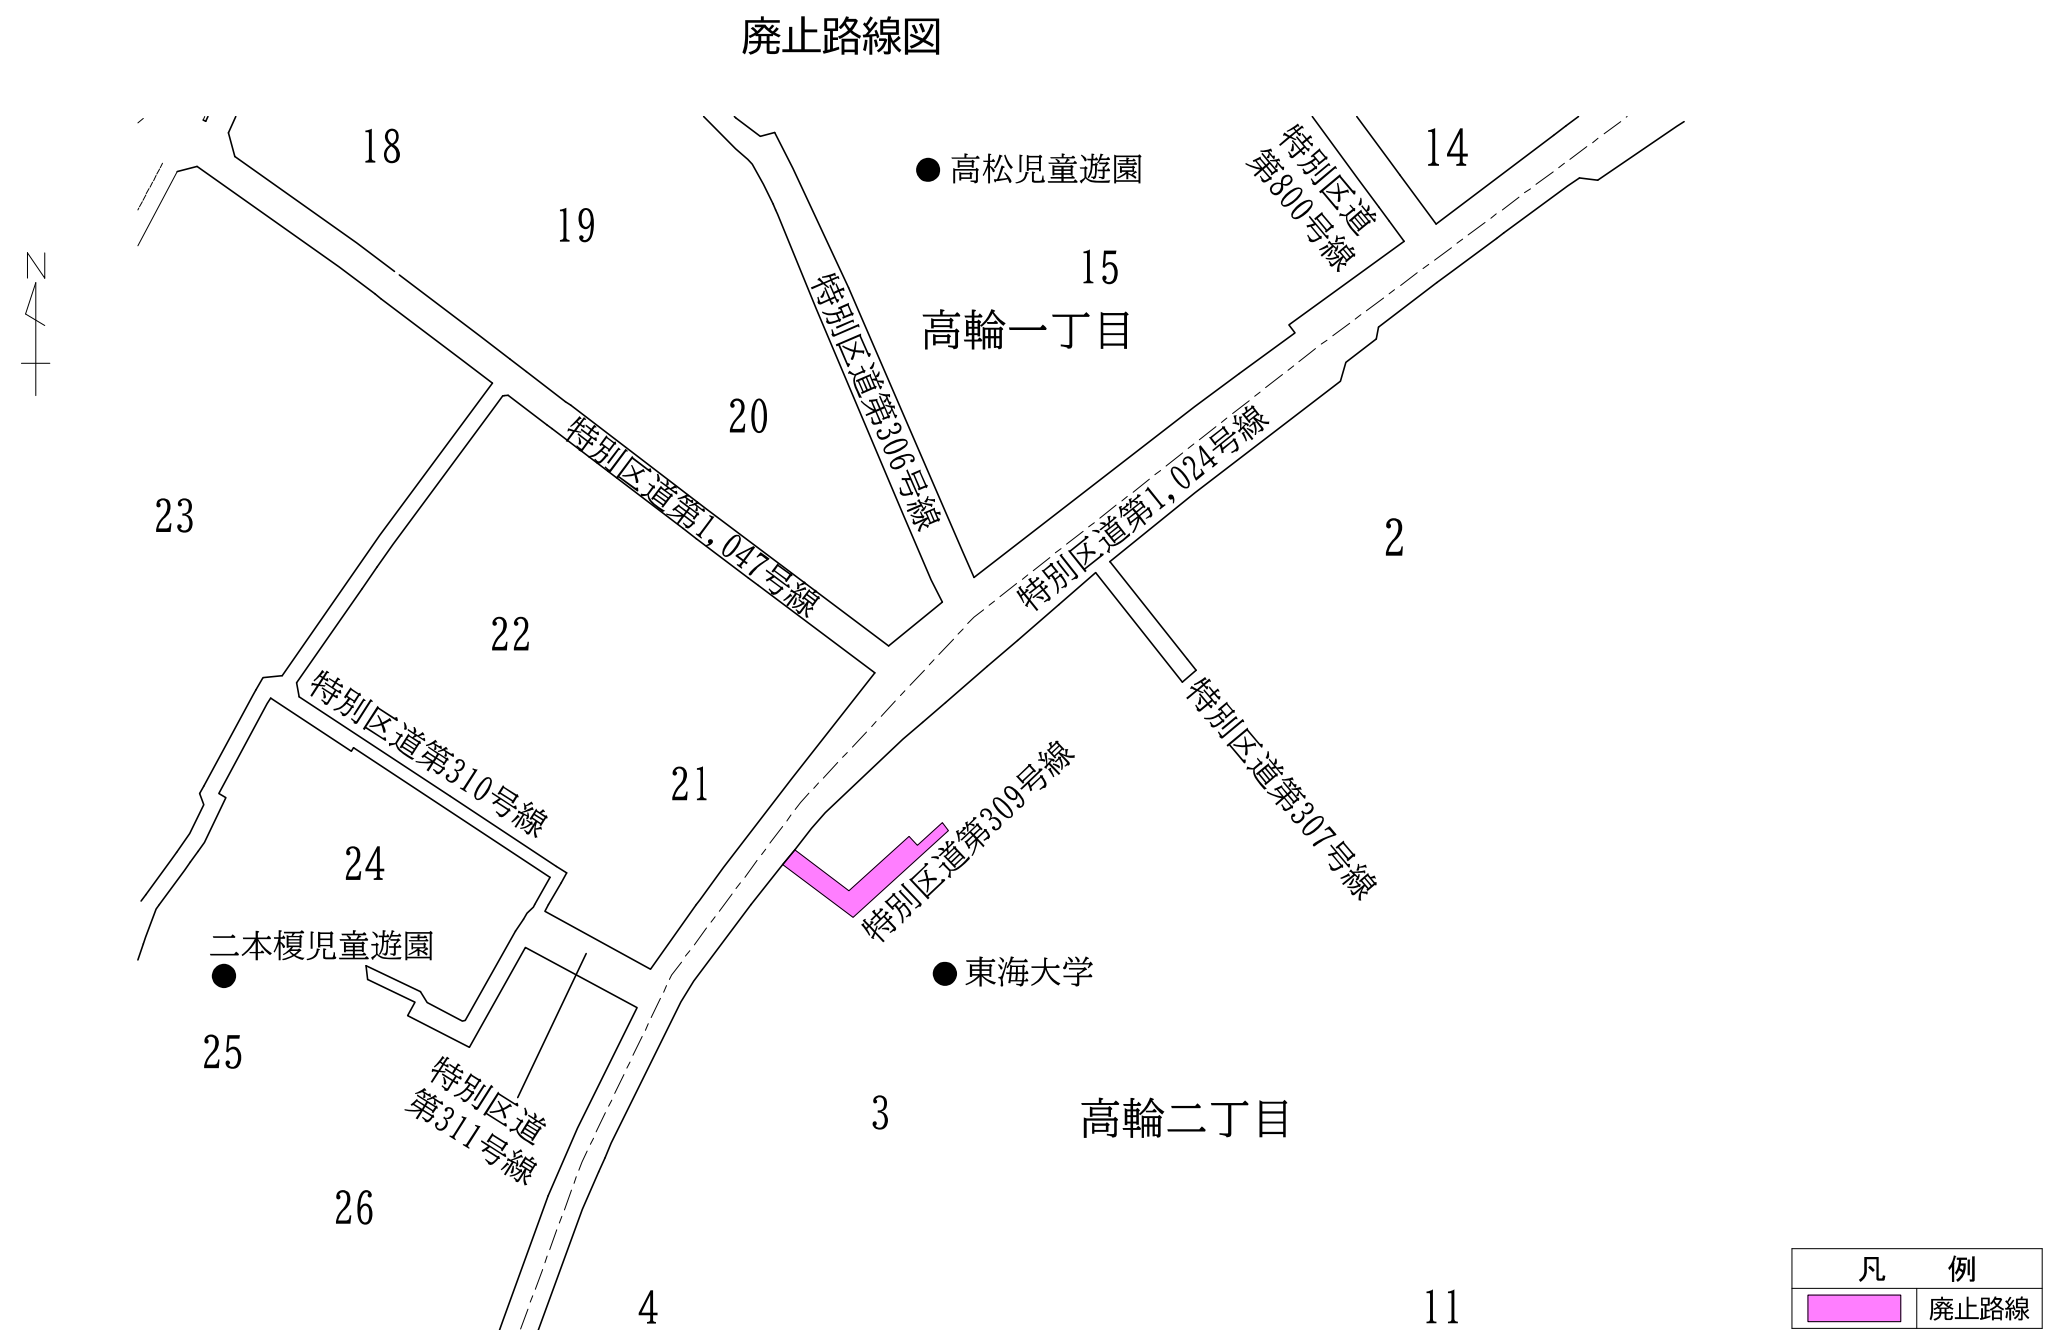 廃止路線図
18
14
高松児童遊園
特別区道
第800号線
19
15
N
特別区道第306号線
高輪一丁目
20
特別区道第1,047号線
特別区道第1,024号線
23
2
22
特別区道第310号線
特別区道第307号線
21
特別区道第309号線
24
二本榎児童遊園
東海大学
25
特別区道
第311号線
3
高輪二丁目
26
4
11
凡 例
廃止路線